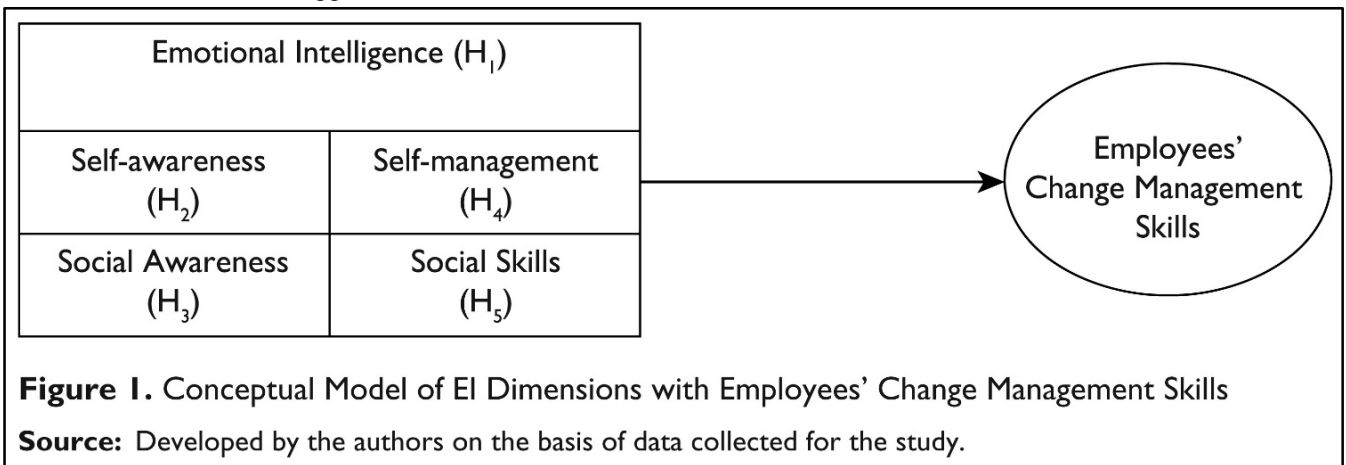 Emotional Intelligence (H₁)
Self-awareness
(H₂)
Self-management
(H₄)
Social Awareness
(H₃)
Social Skills
(H₅)
Employees’
Change Management
Skills
Figure 1. Conceptual Model of EI Dimensions with Employees’ Change Management Skills
Source: Developed by the authors on the basis of data collected for the study.